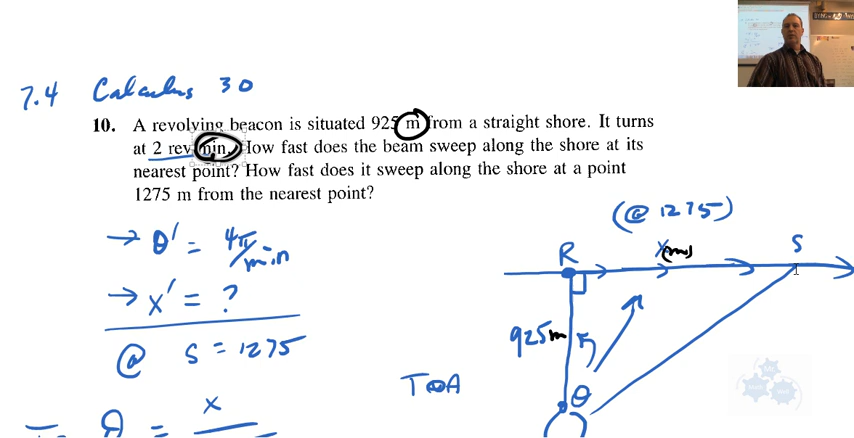 7.4 Calculus 30
10. A revolving beacon is situated 925 m from a straight shore. It turns
at 2 rev/min. How fast does the beam sweep along the shore at its
nearest point? How fast does it sweep along the shore at a point
1275 m from the nearest point?
(@ 1275)
→ θ' = 4π/min
R x(m) S
→ x' = ?
925m
@ S = 1275
TOA
θ
θ = x